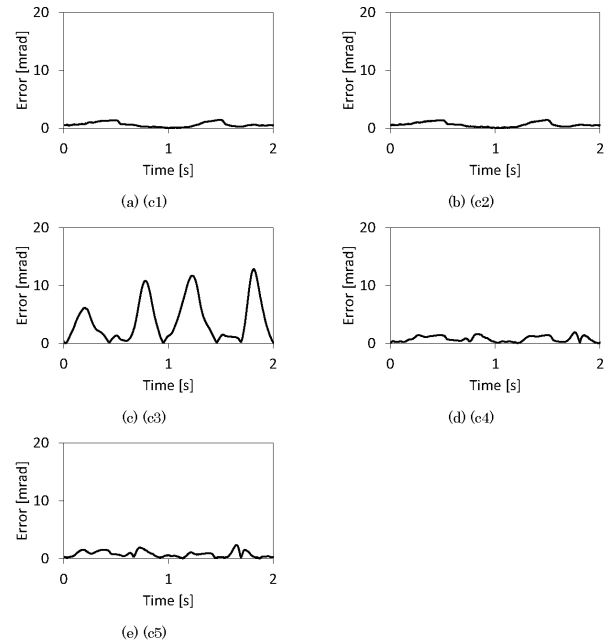 20
10
0
Error [mrad]
0 1 2
Time [s]
(a) (c1)
20
10
0
Error [mrad]
0 1 2
Time [s]
(b) (c2)
20
10
0
Error [mrad]
0 1 2
Time [s]
(c) (c3)
20
10
0
Error [mrad]
0 1 2
Time [s]
(d) (c4)
20
10
0
Error [mrad]
0 1 2
Time [s]
(e) (c5)